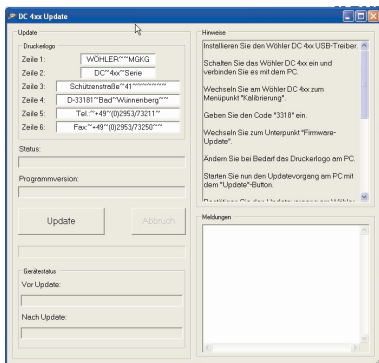 DC 4xx Update
Update
Druckerlogo
Zeile 1: WÖHLER~~MGKG
Zeile 2: DC~4xx~Serie
Zeile 3: Schützenstraße~41~~~~~~~
Zeile 4: D-33181~Bad~Wünnenberg~~
Zeile 5: Tel.:~+49~(0)2953/73211~
Zeile 6: Fax:~+49~(0)2953/73250~~
Status:
Programmversion:
Update
Abbruch
Gerätestatus
Vor Update:
Nach Update:
Hinweise
Installieren Sie den Wöhler DC 4xx USB-Treiber.
Schalten Sie das Wöhler DC 4xx ein und
verbinden Sie es mit dem PC.
Wechseln Sie am Wöhler DC 4xx zum
Menüpunkt "Kalibrierung".
Geben Sie den Code "3318" ein.
Wechseln Sie zum Unterpunkt "Firmware-
Update".
Ändern Sie bei Bedarf das Druckerlogo am PC.
Starten Sie nun den Updatevorgang am PC mit
dem "Update"-Button.
Meldungen